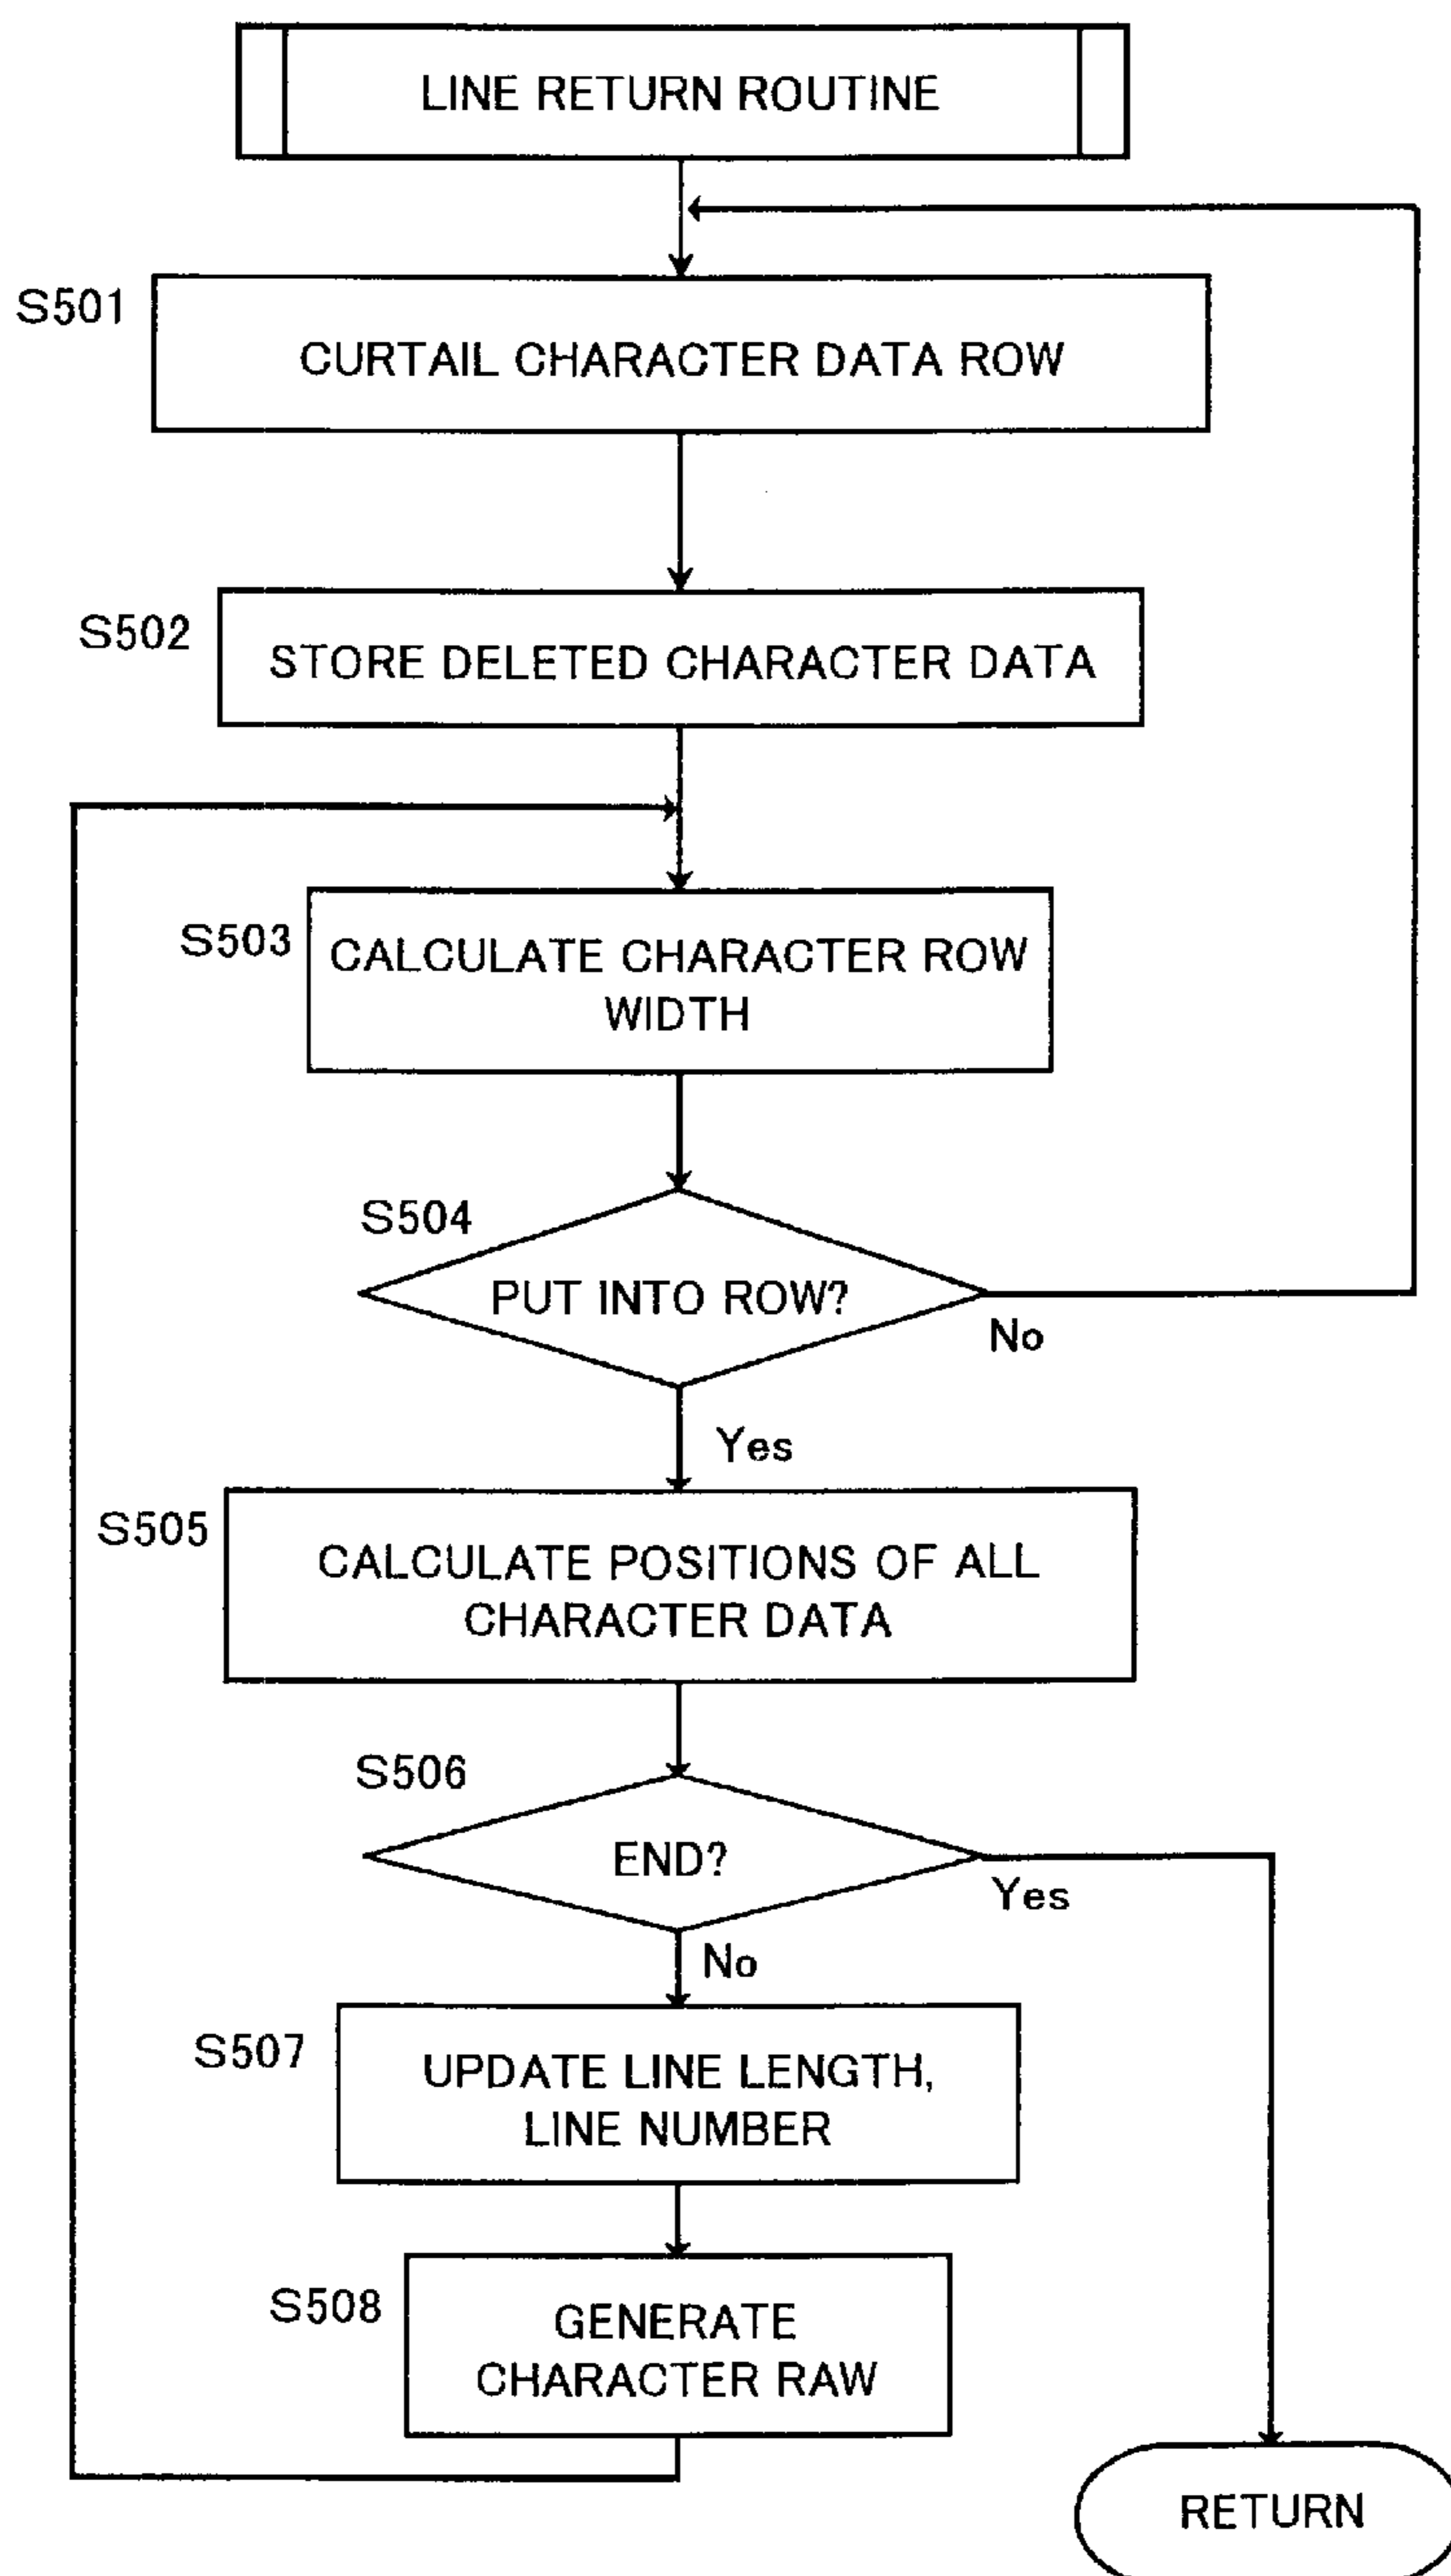 LINE RETURN ROUTINE
S501
CURTAIL CHARACTER DATA ROW
S502
STORE DELETED CHARACTER DATA
S503
CALCULATE CHARACTER ROW
WIDTH
S504
PUT INTO ROW?
No
Yes
S505
CALCULATE POSITIONS OF ALL
CHARACTER DATA
S506
END?
Yes
No
S507
UPDATE LINE LENGTH,
LINE NUMBER
S508
GENERATE
CHARACTER RAW
RETURN